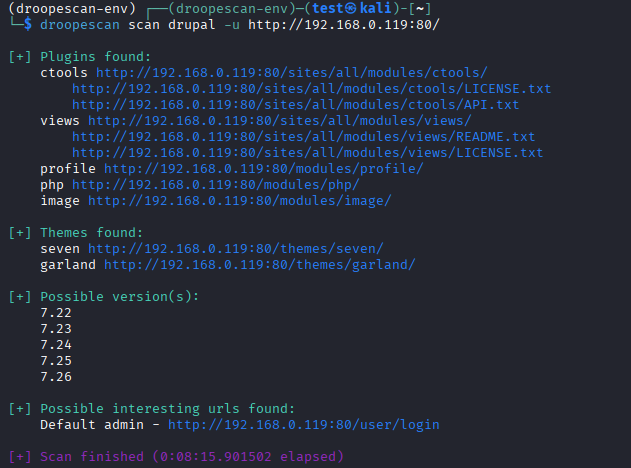 (droopescan-env) ┌──(droopescan-env)─(test㉿kali)-[~]
└─$ droopescan scan drupal -u http://192.168.0.119:80/
[+] Plugins found:
ctools http://192.168.0.119:80/sites/all/modules/ctools/
http://192.168.0.119:80/sites/all/modules/ctools/LICENSE.txt
http://192.168.0.119:80/sites/all/modules/ctools/API.txt
views http://192.168.0.119:80/sites/all/modules/views/
http://192.168.0.119:80/sites/all/modules/views/README.txt
http://192.168.0.119:80/sites/all/modules/views/LICENSE.txt
profile http://192.168.0.119:80/modules/profile/
php http://192.168.0.119:80/modules/php/
image http://192.168.0.119:80/modules/image/
[+] Themes found:
seven http://192.168.0.119:80/themes/seven/
garland http://192.168.0.119:80/themes/garland/
[+] Possible version(s):
7.22
7.23
7.24
7.25
7.26
[+] Possible interesting urls found:
Default admin - http://192.168.0.119:80/user/login
[+] Scan finished (0:08:15.901502 elapsed)